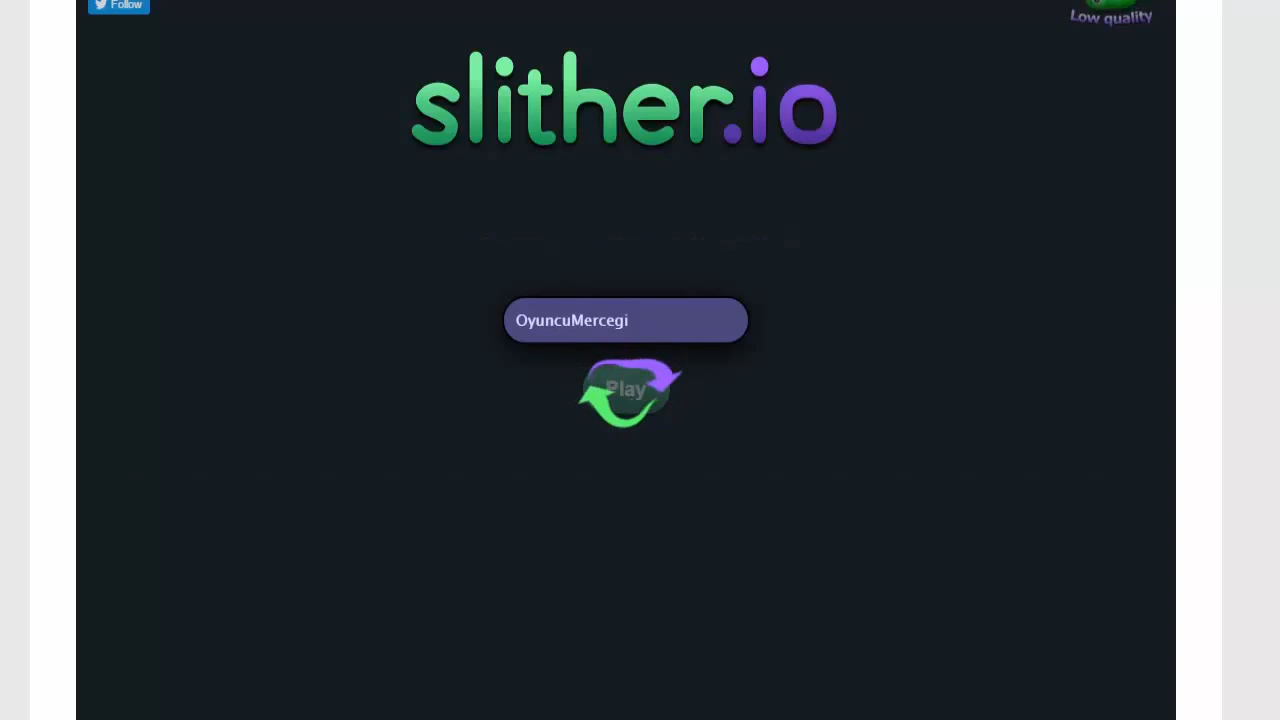 Follow
Low quality
slither.io
OyuncuMercegi
Play